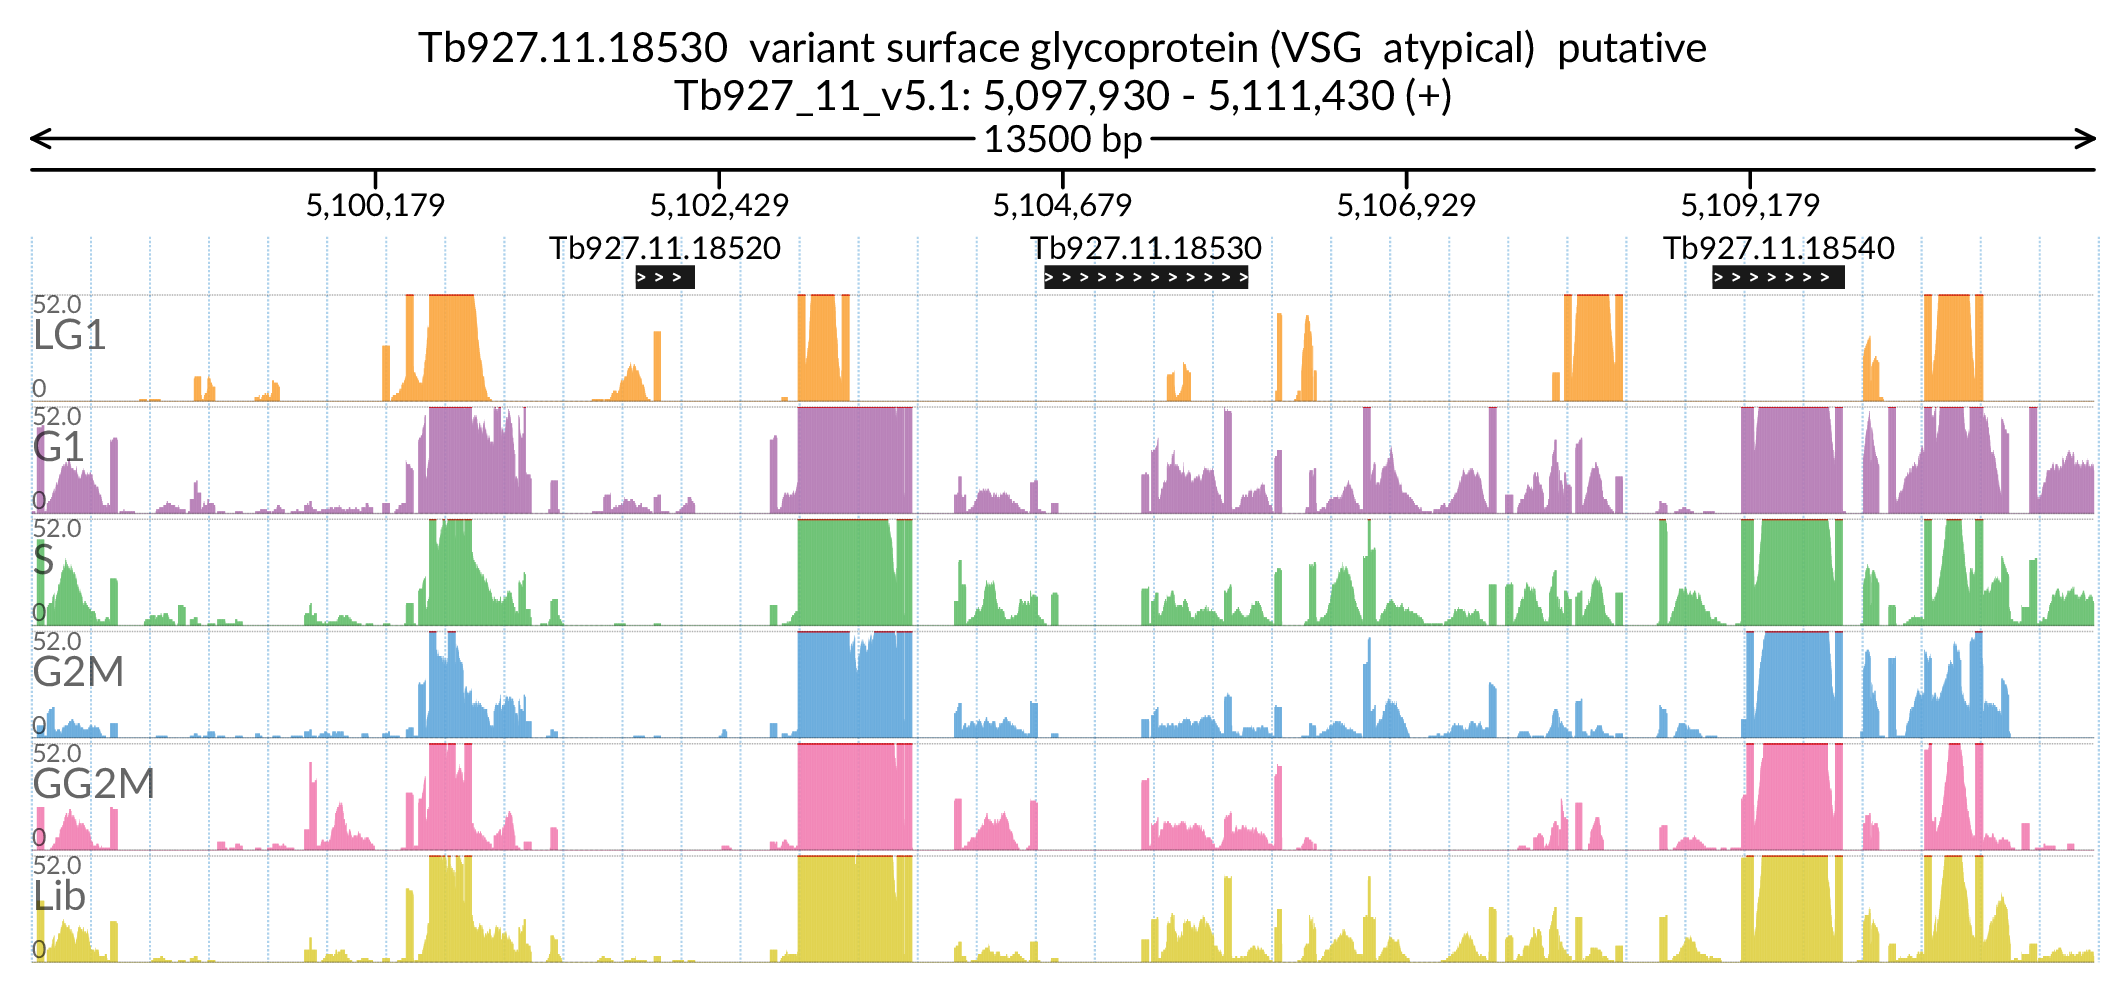 Tb927.11.18530  variant surface glycoprotein (VSG  atypical)  putative
Tb927_11_v5.1: 5,097,930 - 5,111,430 (+)
13500 bp
5,100,179 5,102,429 5,104,679 5,106,929 5,109,179
Tb927.11.18520 Tb927.11.18530 Tb927.11.18540
52.0
LG1
0
52.0
G1
0
52.0
S
0
52.0
G2M
0
52.0
GG2M
0
52.0
Lib
0